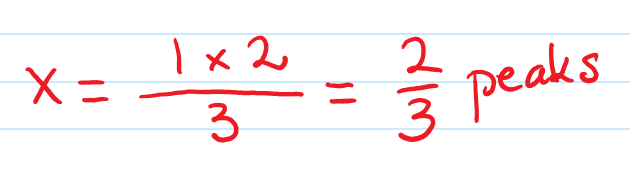 x = 1 x 2 / 3 = 2 / 3 peaks